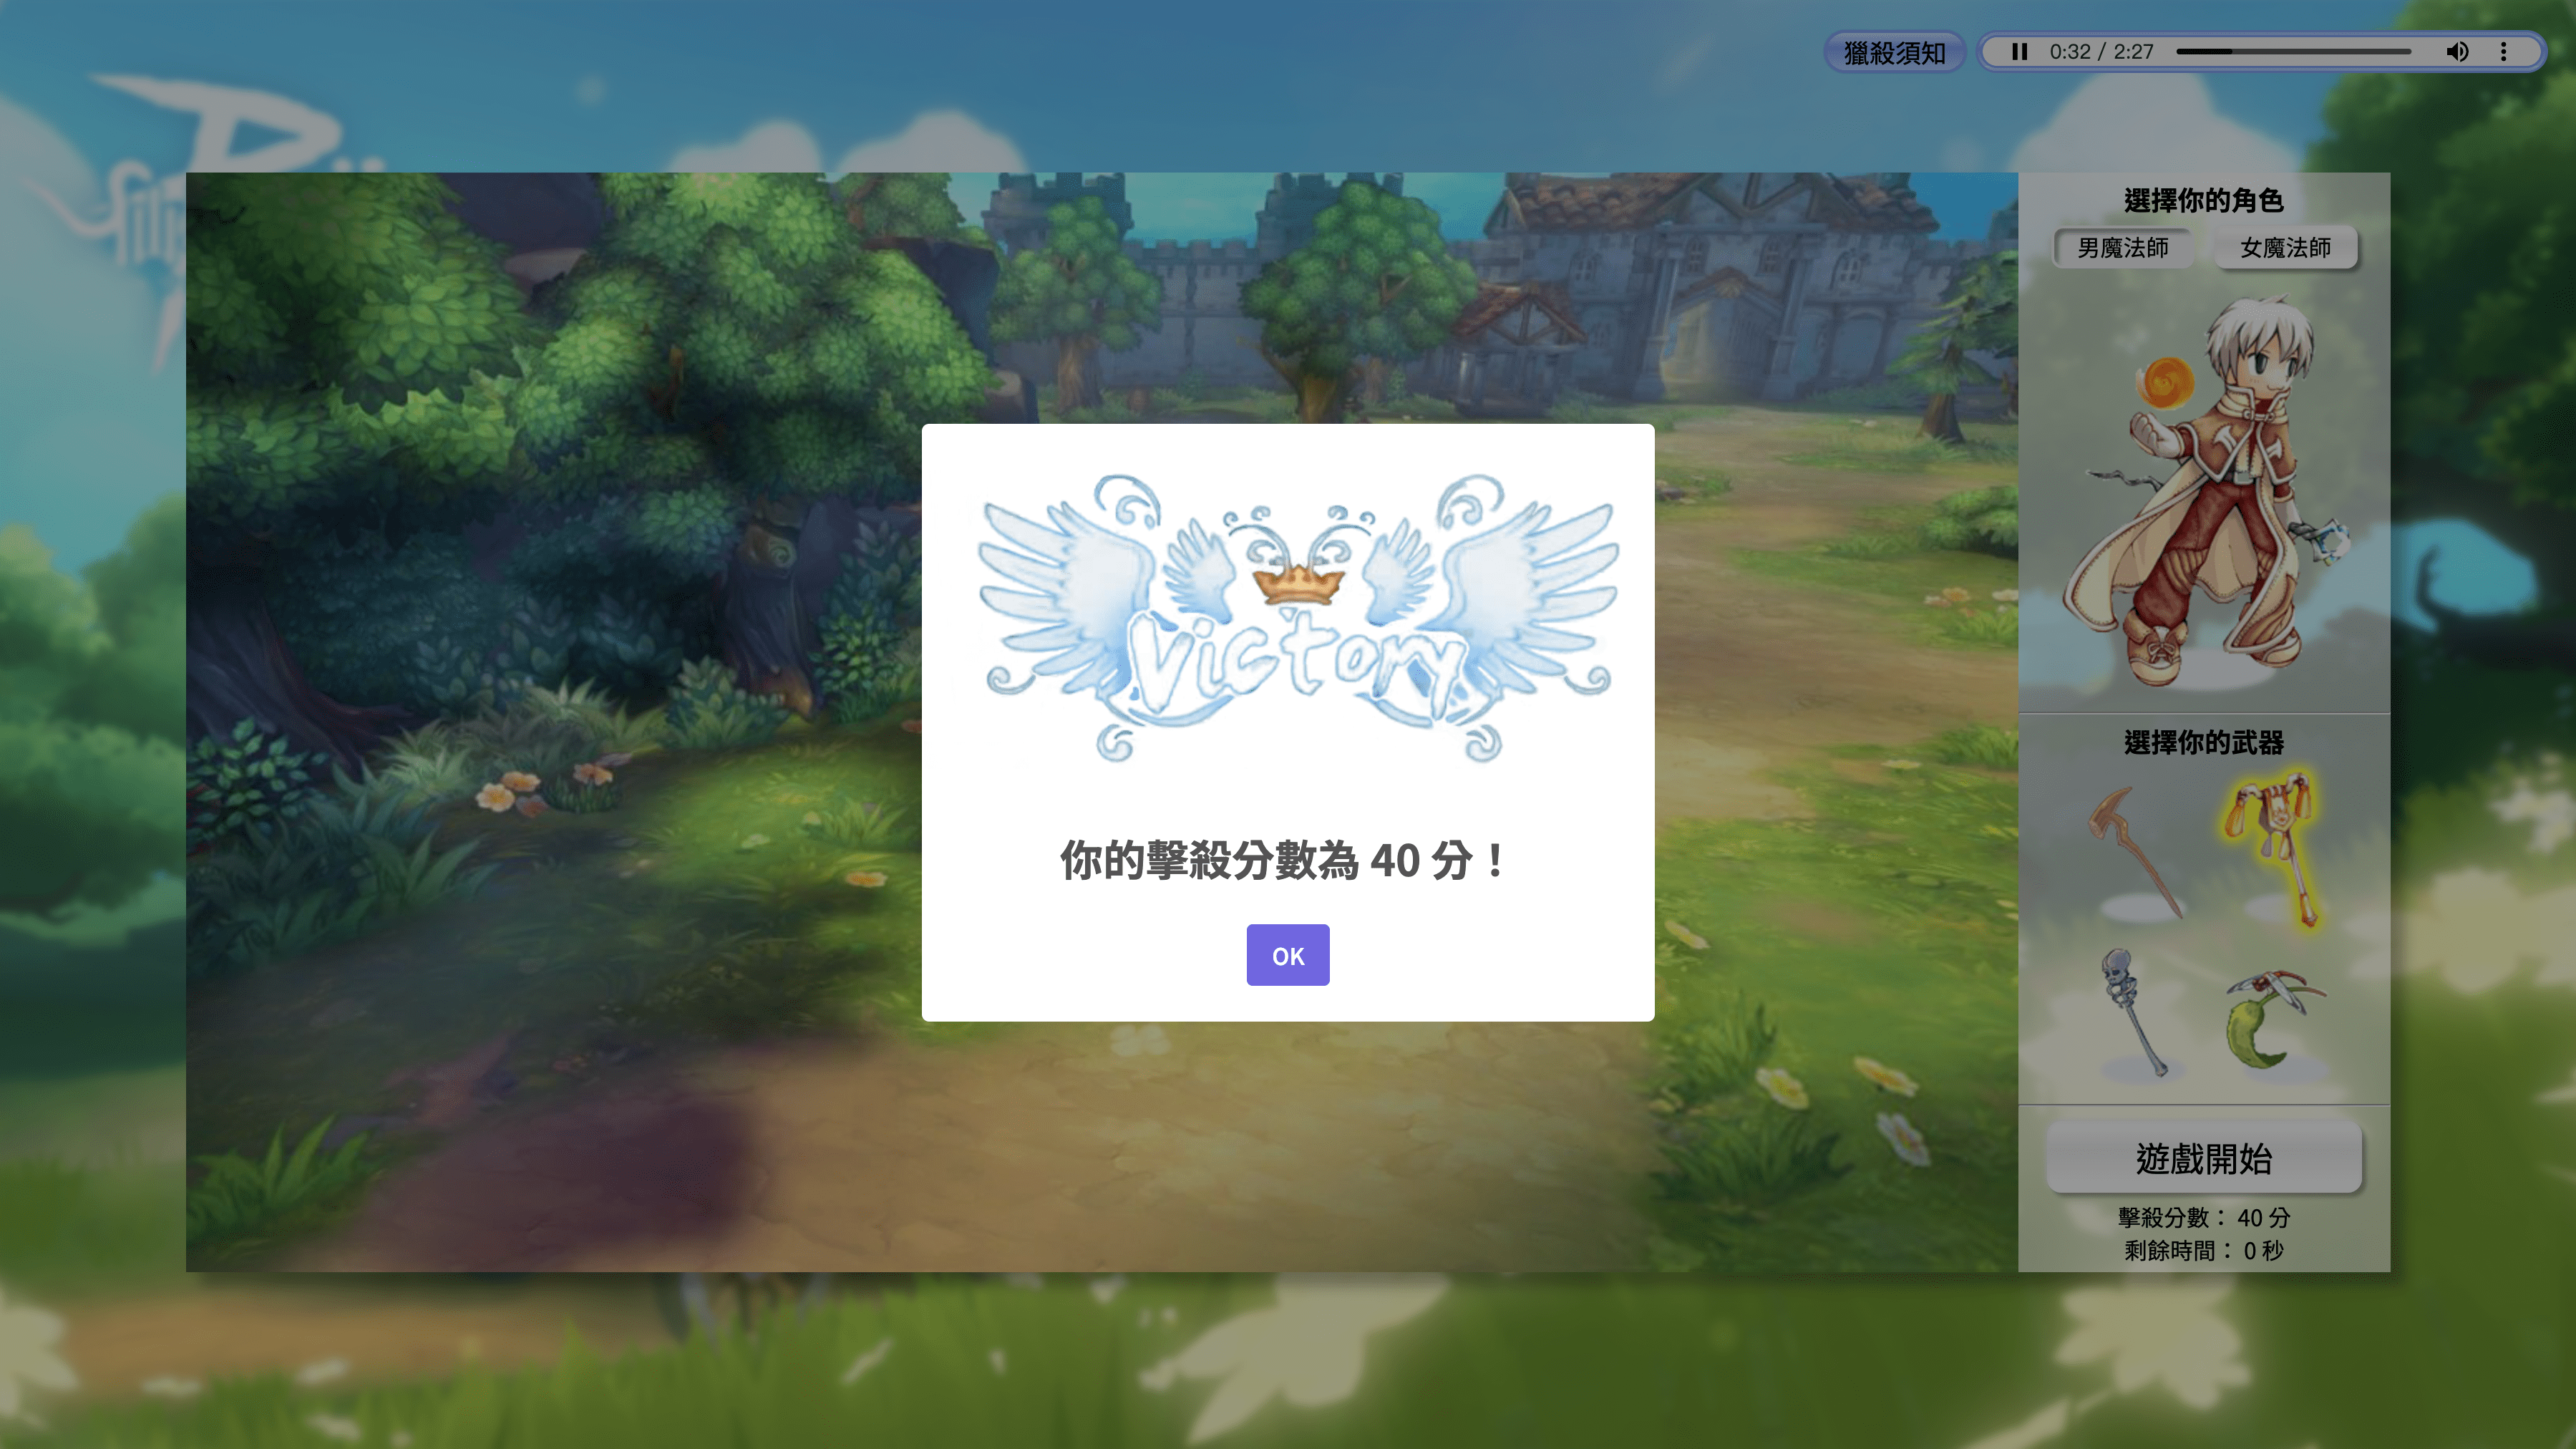 獵殺須知
0:32 / 2:27
選擇你的角色
男魔法師 女魔法師
Victory
你的擊殺分數為 40 分！
OK
選擇你的武器
遊戲開始
擊殺分數： 40 分
剩餘時間： 0 秒